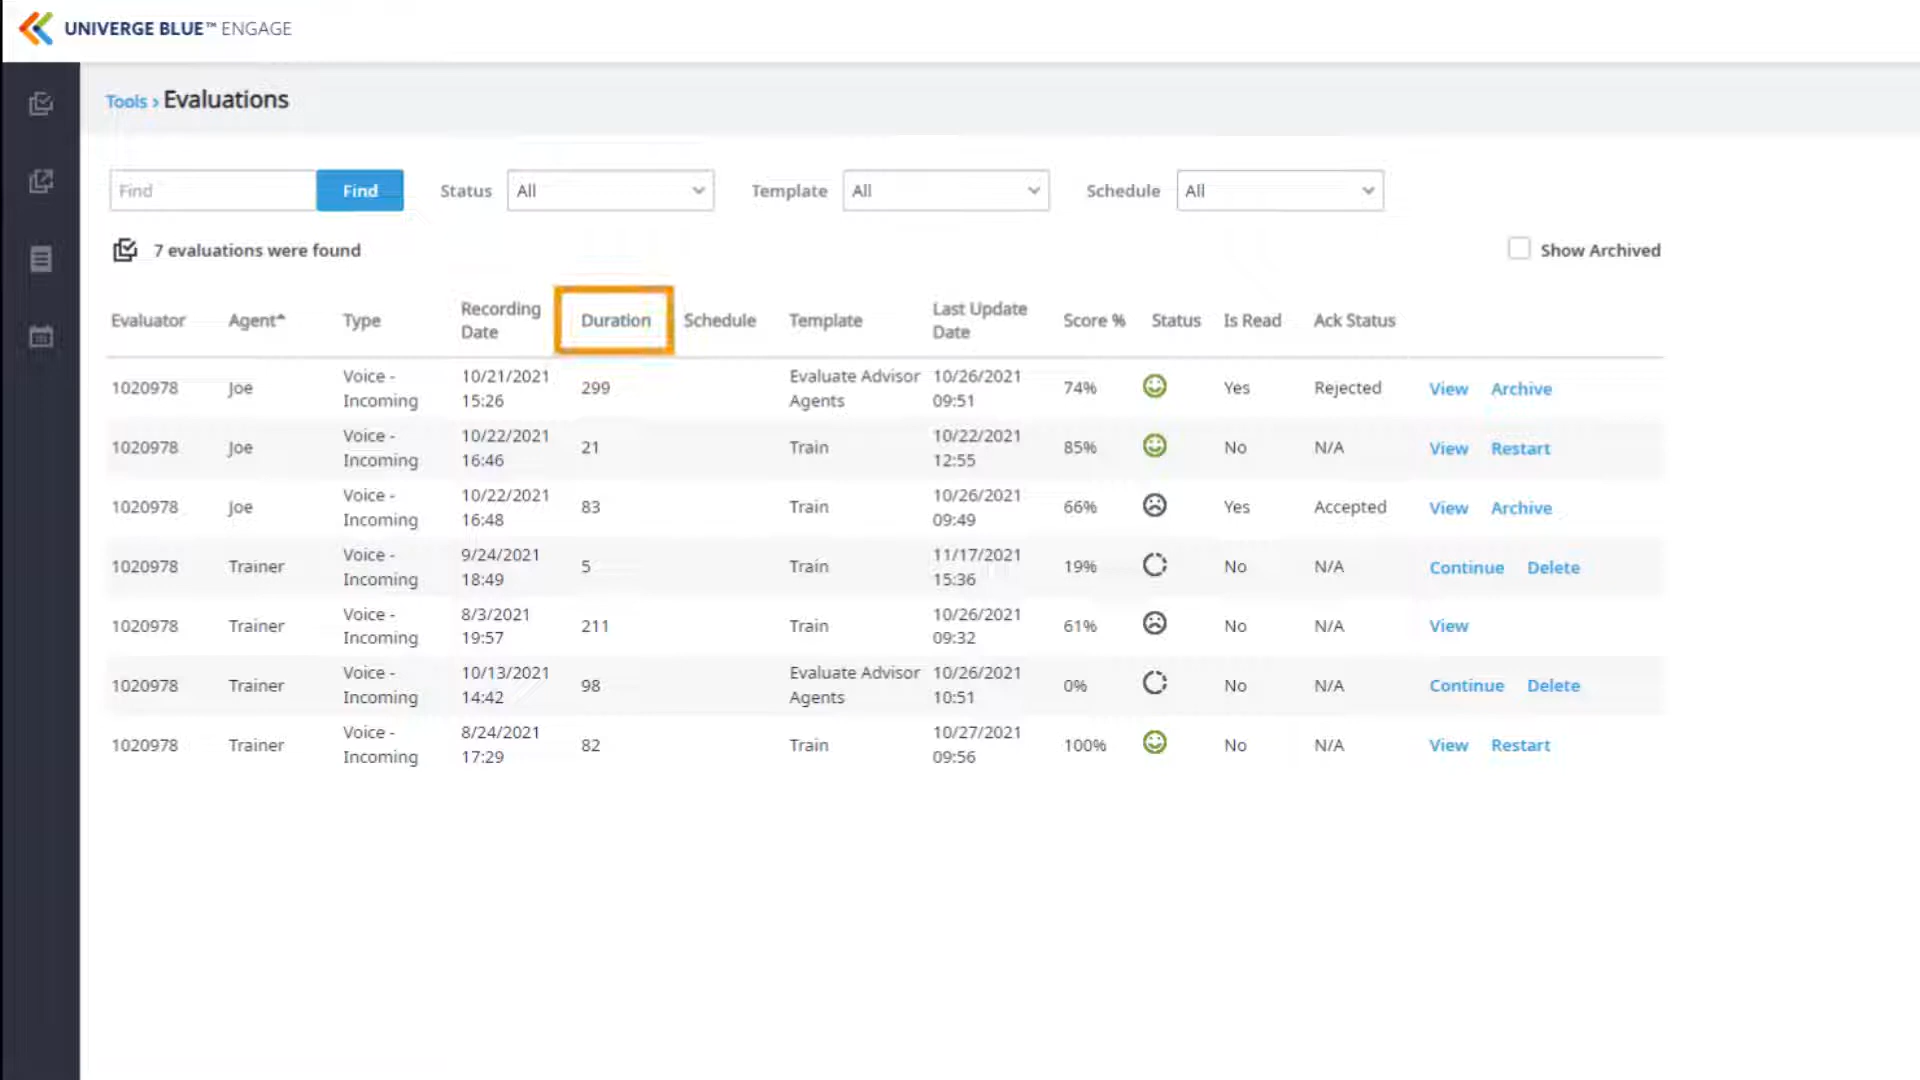 UNIVERGE BLUE™ ENGAGE
Tools › Evaluations
Find Find Status All Template All Schedule All
7 evaluations were found Show Archived
Evaluator Agent Type Recording Date Duration Schedule Template Last Update Date Score % Status Is Read Ack Status
1020978 Joe Voice - Incoming 10/21/2021 15:26 299 Evaluate Advisor Agents 10/26/2021 09:51 74% Yes Rejected View Archive
1020978 Joe Voice - Incoming 10/22/2021 16:46 21 Train 10/22/2021 12:55 85% No N/A View Restart
1020978 Joe Voice - Incoming 10/22/2021 16:48 83 Train 10/26/2021 09:49 66% Yes Accepted View Archive
1020978 Trainer Voice - Incoming 9/24/2021 18:49 5 Train 11/17/2021 15:36 19% No N/A Continue Delete
1020978 Trainer Voice - Incoming 8/3/2021 19:57 211 Train 10/26/2021 09:32 61% No N/A View
1020978 Trainer Voice - Incoming 10/13/2021 14:42 98 Evaluate Advisor Agents 10/26/2021 10:51 0% No N/A Continue Delete
1020978 Trainer Voice - Incoming 8/24/2021 17:29 82 Train 10/27/2021 09:56 100% No N/A View Restart